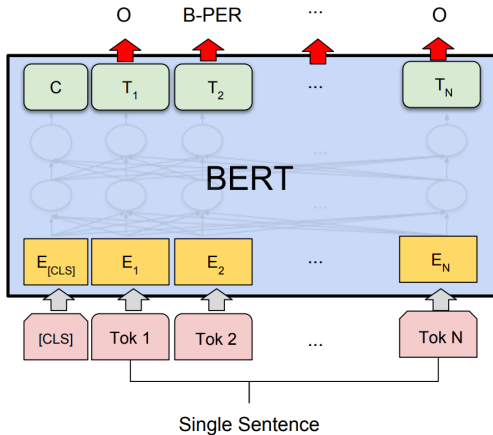 O B-PER ... O
C T1 T2 ... TN
...
BERT
...
E[CLS] E1 E2 ... EN
[CLS] Tok 1 Tok 2 ... Tok N
Single Sentence